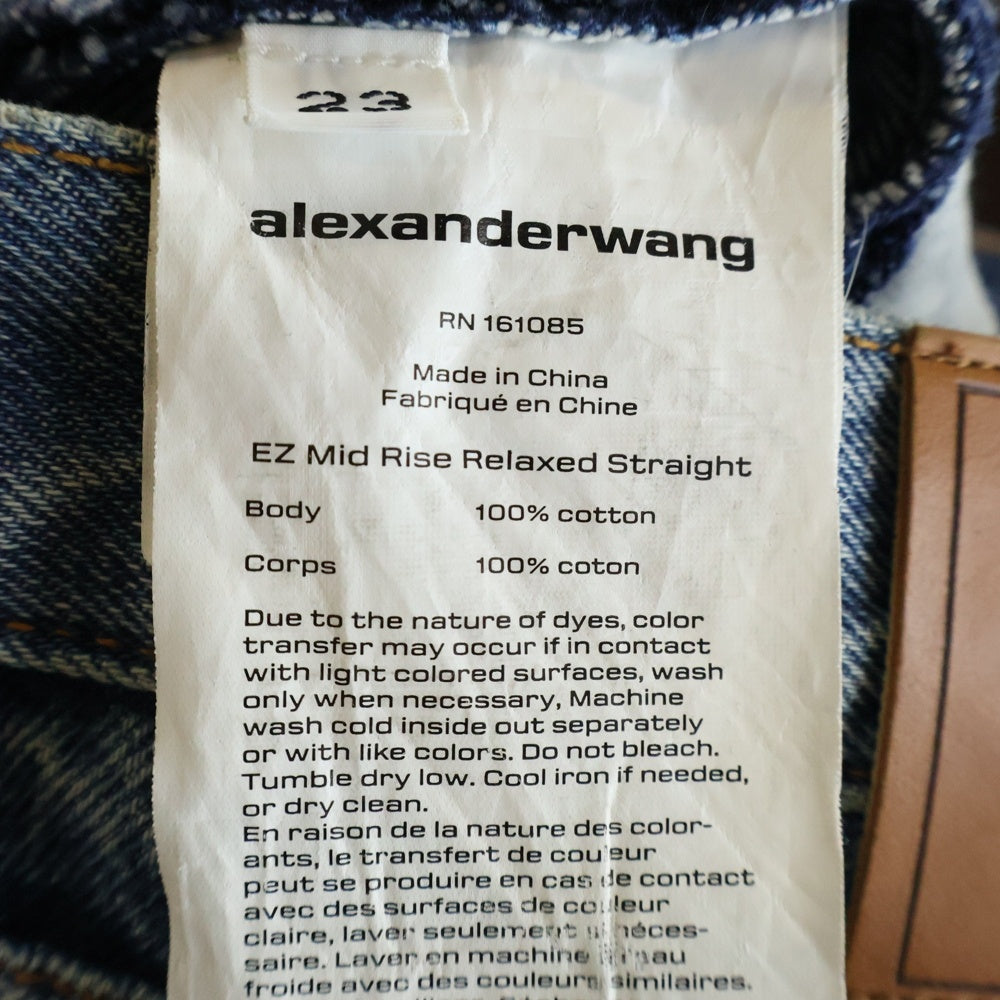 23
alexanderwang
RN 161085
Made in China
Fabriqué en Chine
EZ Mid Rise Relaxed Straight
Body 100% cotton
Corps 100% coton
Due to the nature of dyes, color
transfer may occur if in contact
with light colored surfaces, wash
only when necessary, Machine
wash cold inside out separately
or with like colors. Do not bleach.
Tumble dry low. Cool iron if needed,
or dry clean.
En raison de la nature des color-
ants, le transfert de couleur
peut se produire en cas de contact
avec des surfaces de couleur
claire, laver seulement si néces-
saire. Laver en machine à l'eau
froide avec des couleurs similaires.